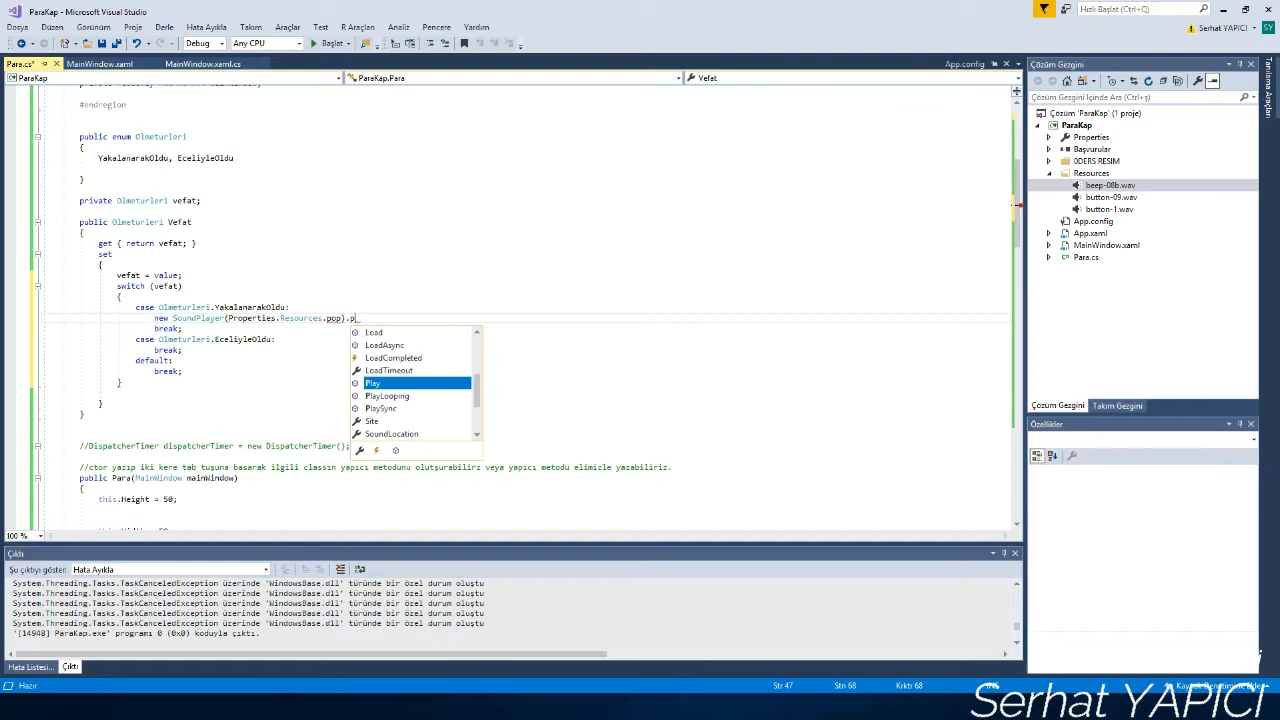 ParaKap - Microsoft Visual Studio
Hızlı Başlat (Ctrl+Q)
Dosya Düzen Görünüm Proje Derle Hata Ayıkla Takım Araçlar Test R Araçları Analiz Pencere Yardım
Serhat YAPICI SY
Debug Any CPU Başlat
Para.cs* MainWindow.xaml MainWindow.xaml.cs App.config
ParaKap ParaKap.Para Vefat
#endregion
public enum Olmeturleri
{
YakalanarakOldu, EceliyleOldu
}
private Olmeturleri vefat;
public Olmeturleri Vefat
{
get { return vefat; }
set
{
vefat = value;
switch (vefat)
{
case Olmeturleri.YakalanarakOldu:
new SoundPlayer(Properties.Resources.pop).p
break;
case Olmeturleri.EceliyleOldu:
break;
default:
break;
}
}
}
Load
LoadAsync
LoadCompleted
LoadTimeout
Play
PlayLooping
PlaySync
Site
SoundLocation
//DispatcherTimer dispatcherTimer = new DispatcherTimer();
//ctor yazıp iki kere tab tuşuna basarak ilgili classın yapıcı metodunu olutşurabilirz veya yapıcı metodu elimizle yazabiliriz.
public Para(MainWindow mainWindow)
{
this.Height = 50;
100 %
Çıktı
Şu çıktıyı göster: Hata Ayıkla
System.Threading.Tasks.TaskCanceledException üzerinde 'WindowsBase.dll' türünde bir özel durum oluştu
System.Threading.Tasks.TaskCanceledException üzerinde 'WindowsBase.dll' türünde bir özel durum oluştu
System.Threading.Tasks.TaskCanceledException üzerinde 'WindowsBase.dll' türünde bir özel durum oluştu
System.Threading.Tasks.TaskCanceledException üzerinde 'WindowsBase.dll' türünde bir özel durum oluştu
System.Threading.Tasks.TaskCanceledException üzerinde 'WindowsBase.dll' türünde bir özel durum oluştu
'[14948] ParaKap.exe' programı 0 (0x0) koduyla çıktı.
Hata Listesi... Çıktı
Çözüm Gezgini
Çözüm Gezgini İçinde Ara (Ctrl+ş)
Çözüm 'ParaKap' (1 proje)
ParaKap
Properties
Başvurular
0DERS RESIM
Resources
beep-08b.wav
button-09.wav
button-1.wav
App.config
App.xaml
MainWindow.xaml
Para.cs
Çözüm Gezgini Takım Gezgini
Özellikler
Tanılama Araçları
Hazır Str 47 Stn 68 Krktr 68
Serhat YAPICI